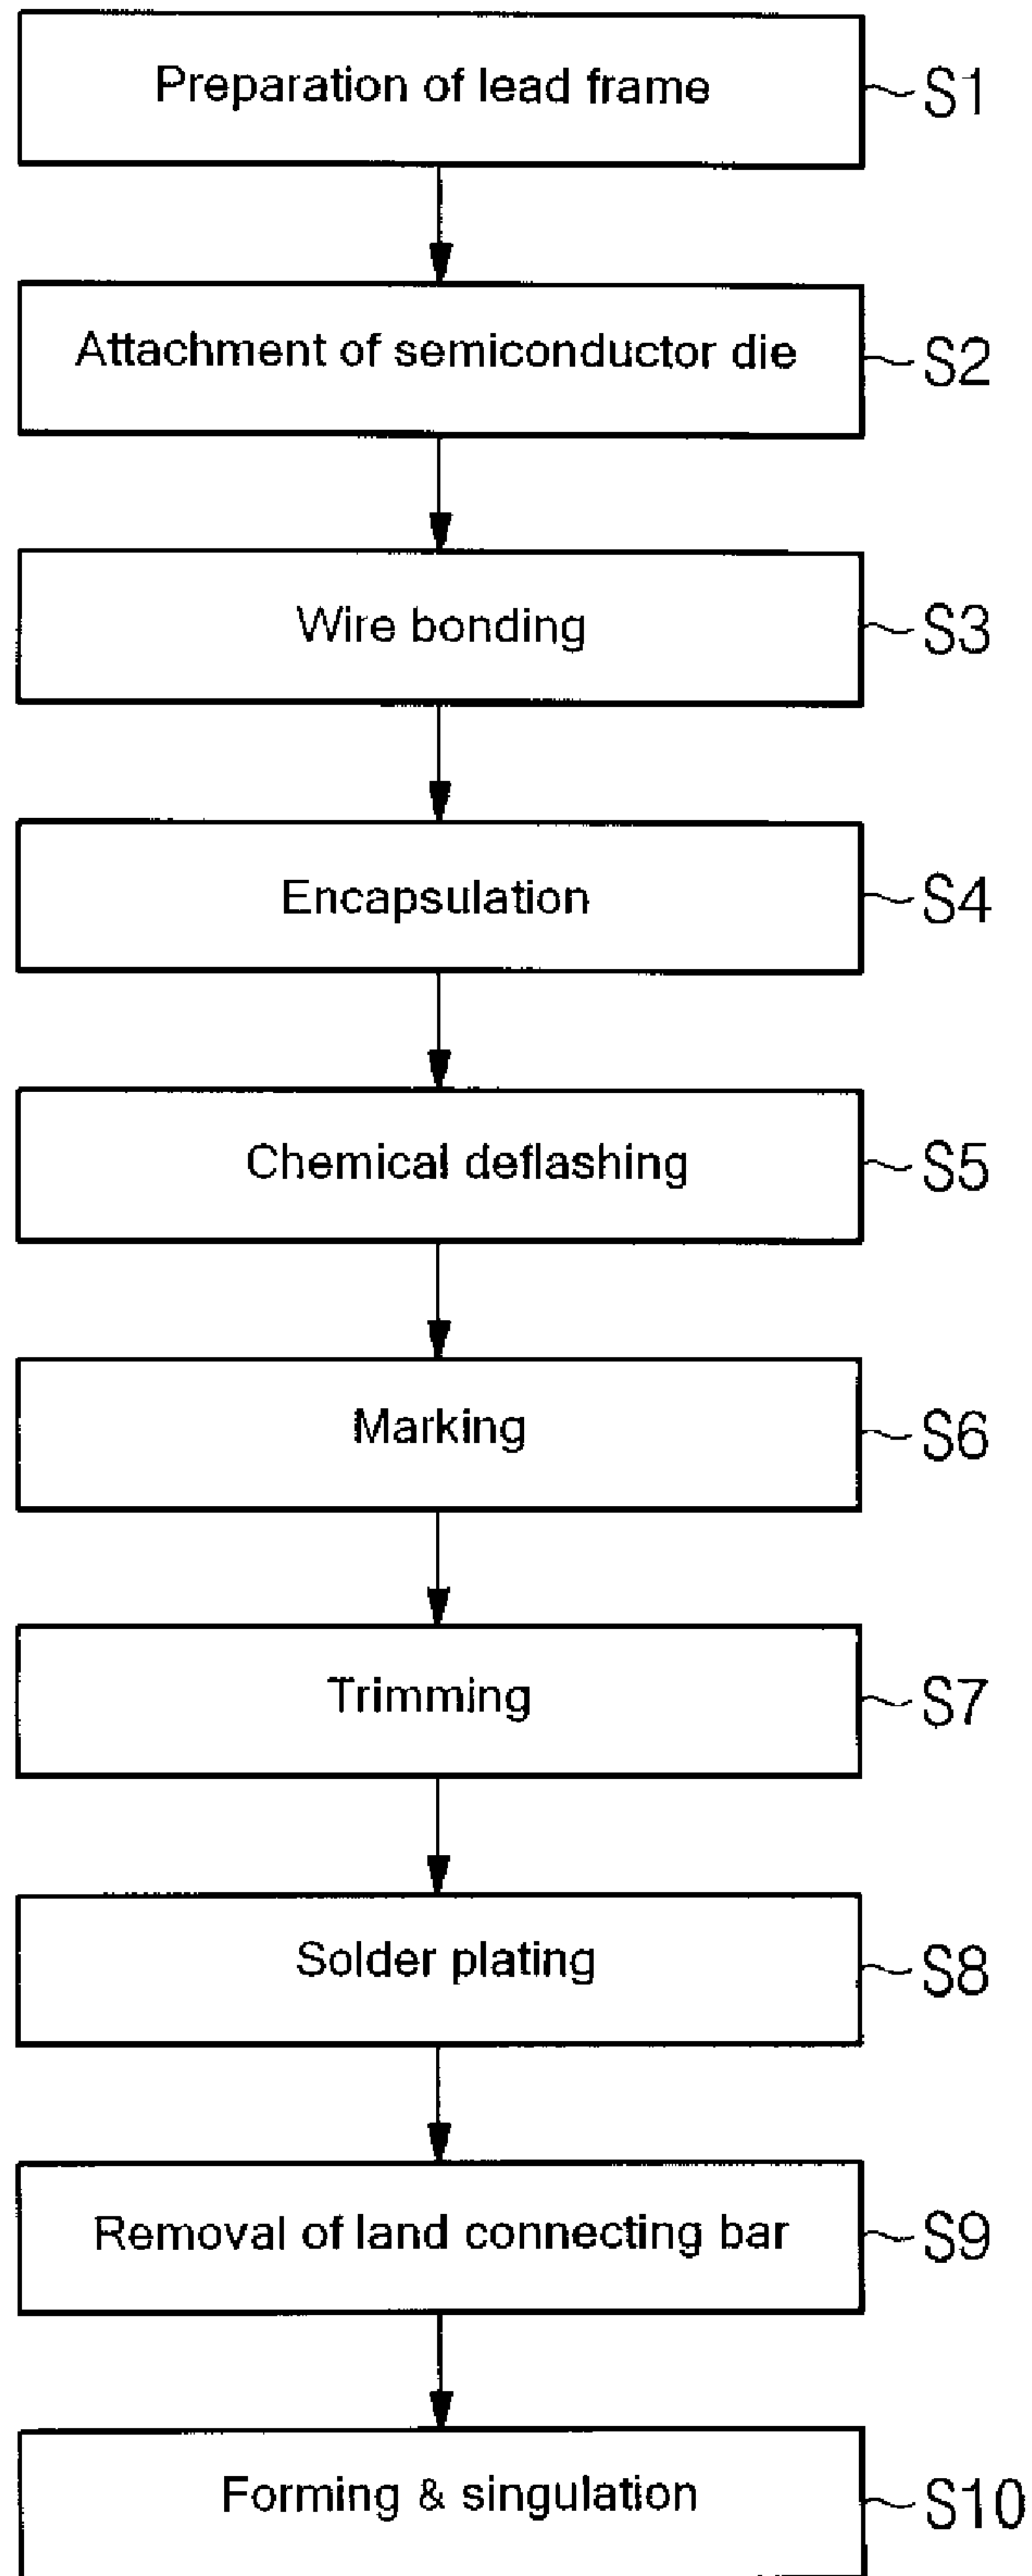 Preparation of lead frame S1
Attachment of semiconductor die S2
Wire bonding S3
Encapsulation S4
Chemical deflashing S5
Marking S6
Trimming S7
Solder plating S8
Removal of land connecting bar S9
Forming & singulation S10